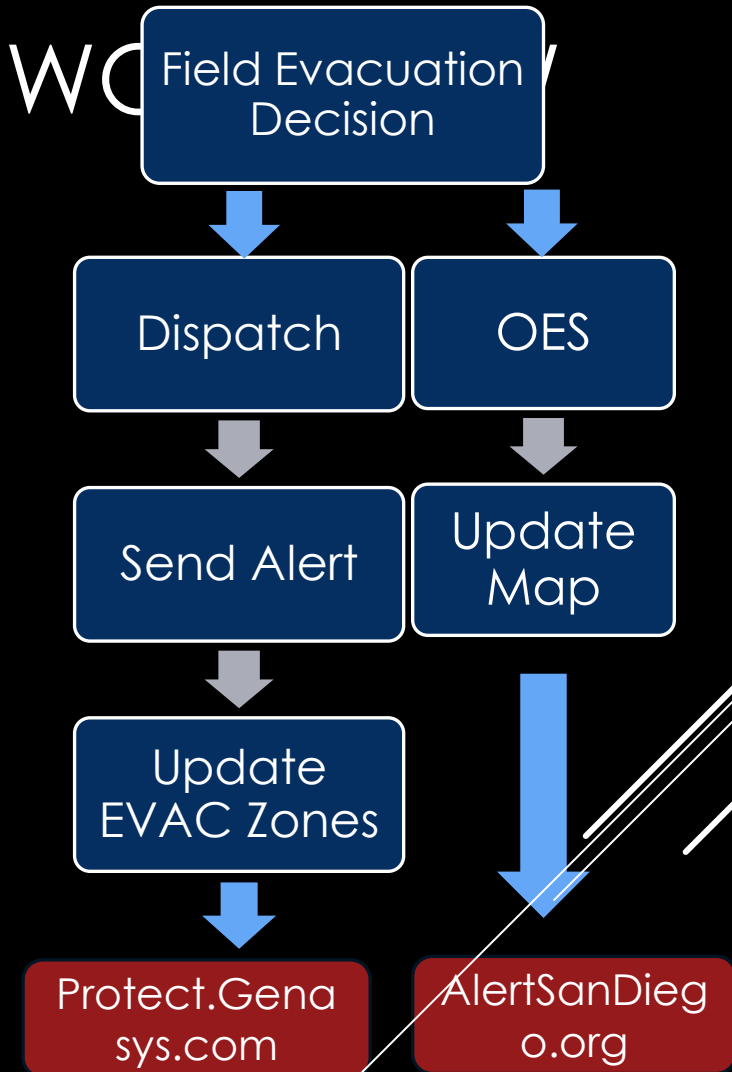 Field Evacuation
Decision
Dispatch
OES
Send Alert
Update
Map
Update
EVAC Zones
Protect.Gena
sys.com
AlertSanDieg
o.org